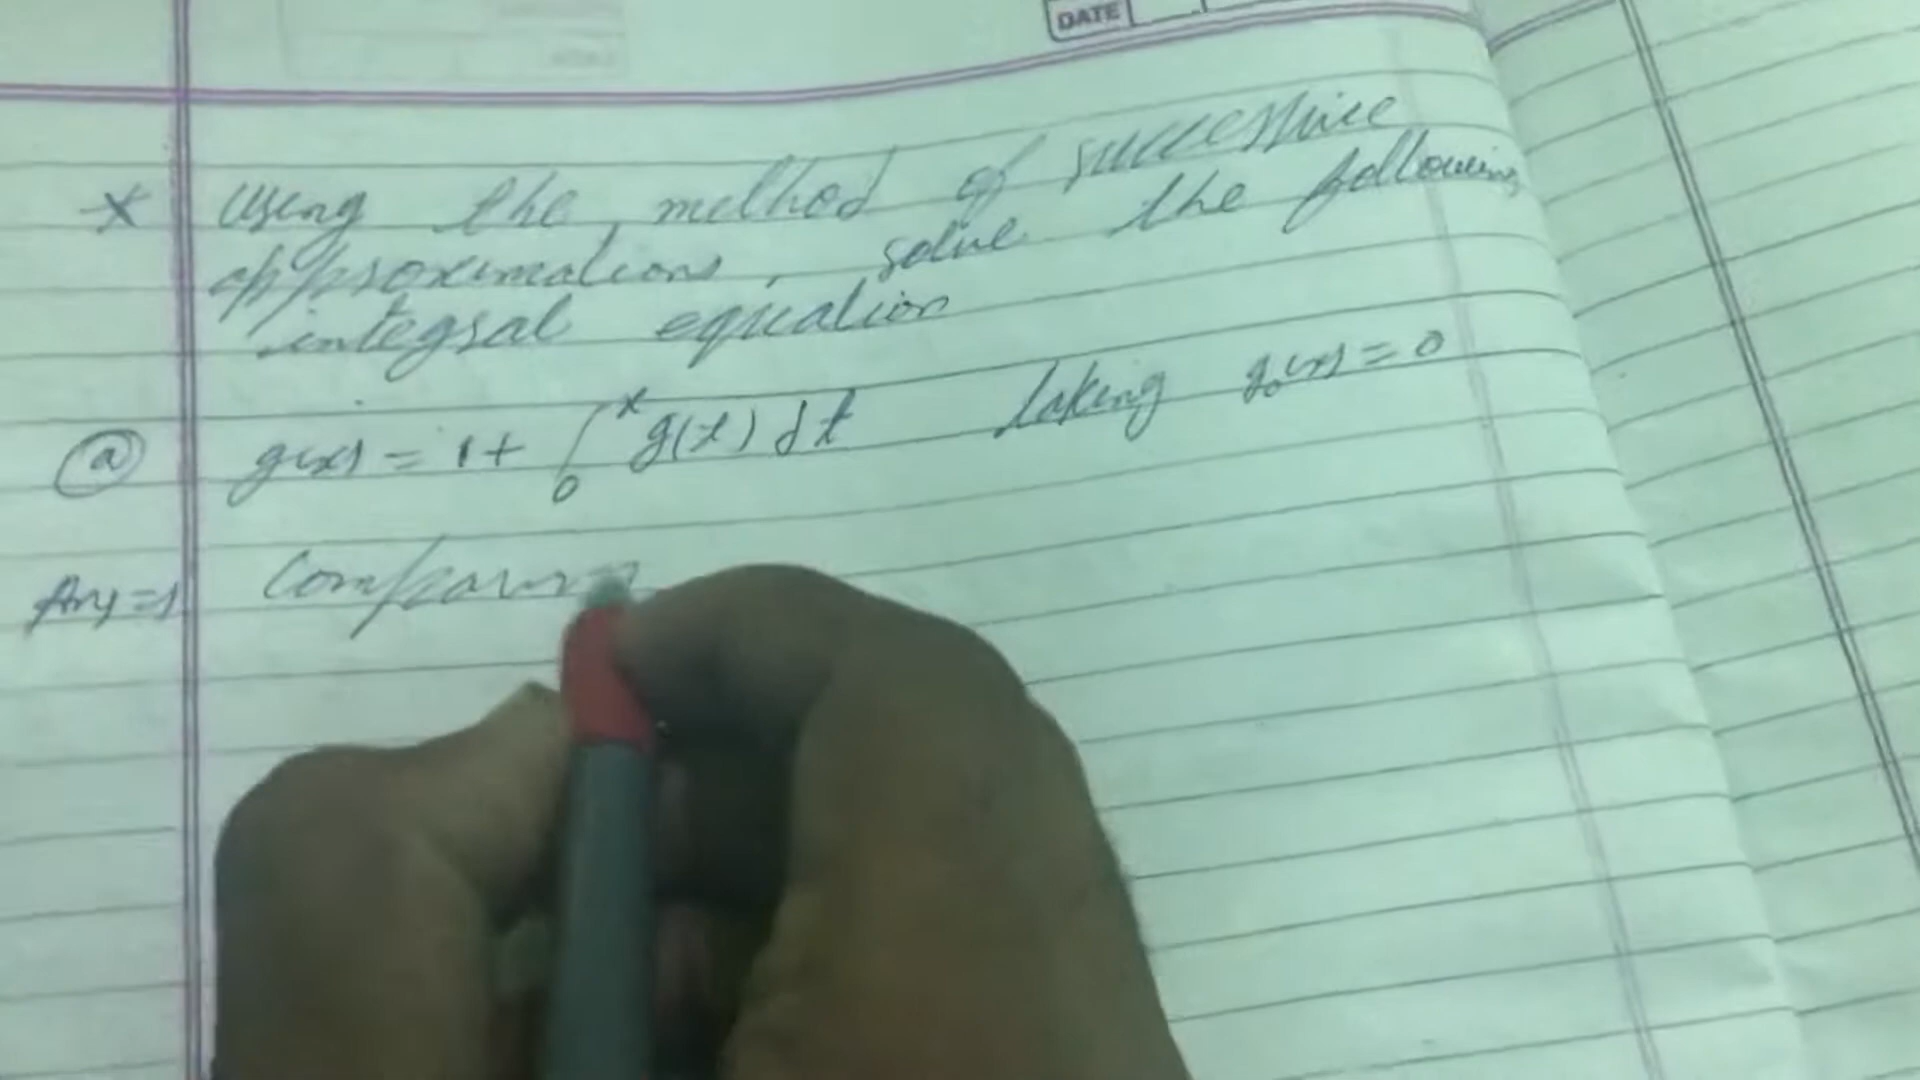 DATE
* Using the method of successive
approximations, solve the following
integral equation
(a) g(x) = 1 + ∫₀ˣ g(t) dt taking g₀(x) = 0
Ans=> Comparing